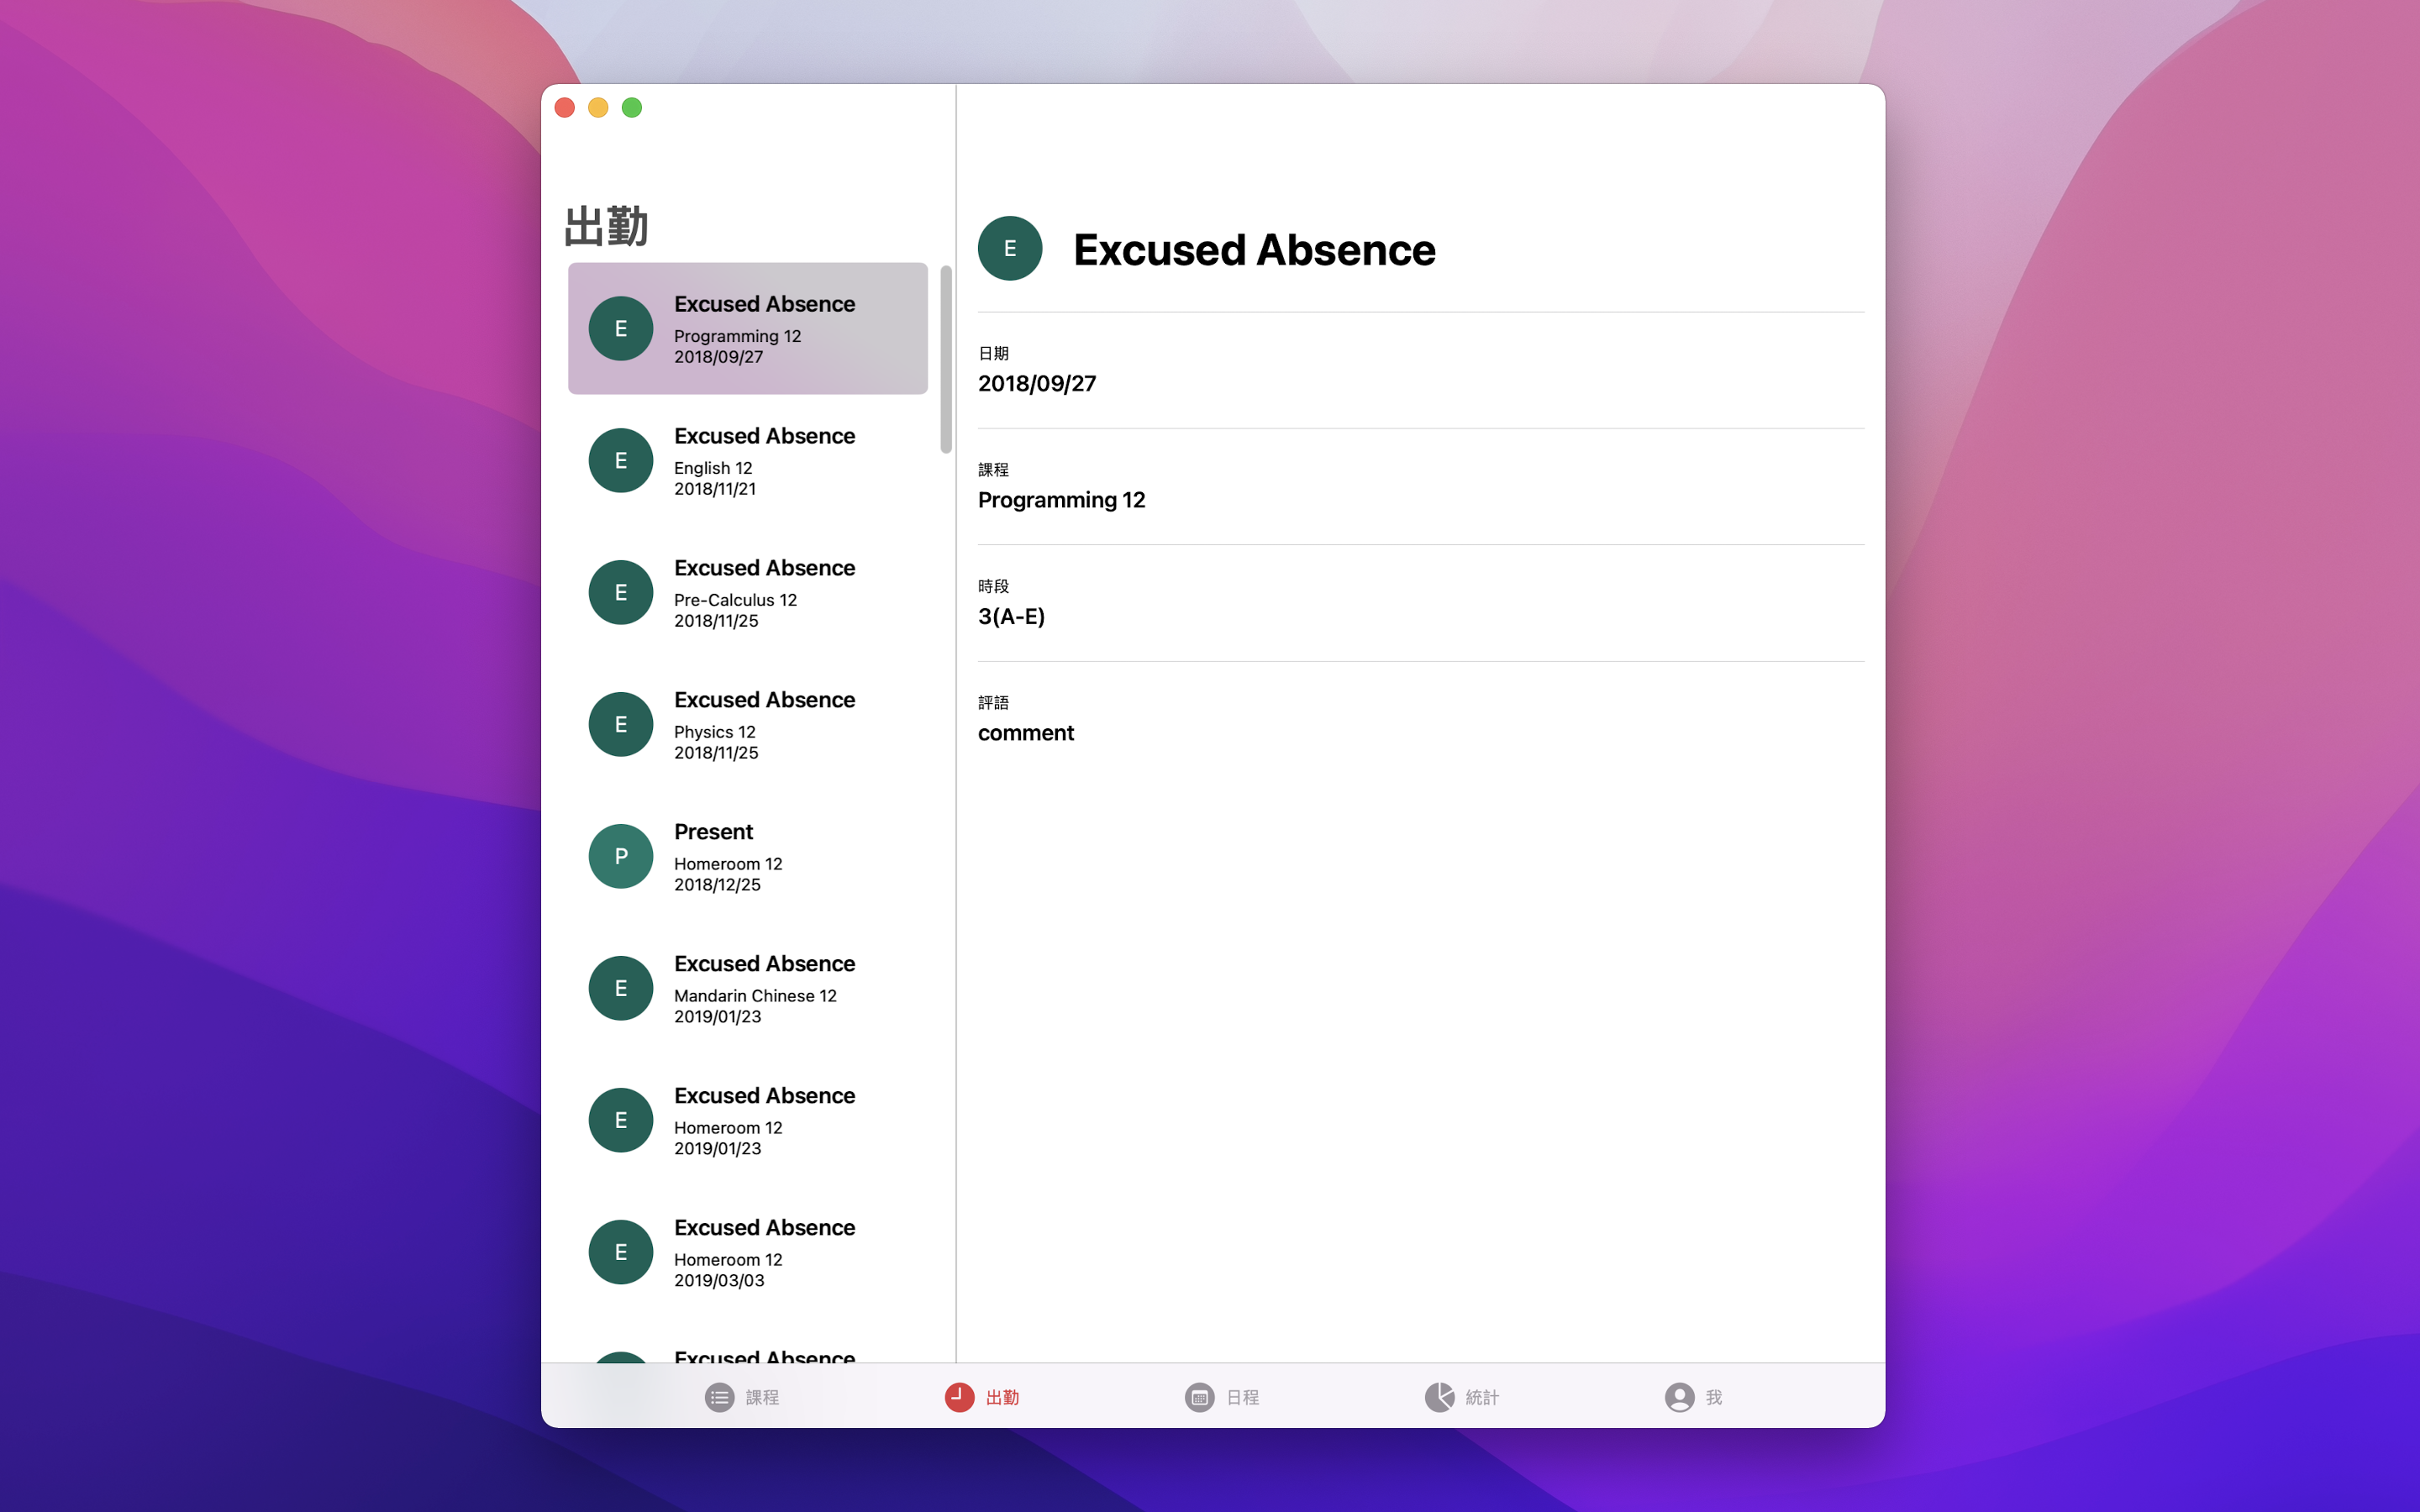 出勤
E
Excused Absence
Programming 12
2018/09/27
E
Excused Absence
English 12
2018/11/21
E
Excused Absence
Pre-Calculus 12
2018/11/25
E
Excused Absence
Physics 12
2018/11/25
P
Present
Homeroom 12
2018/12/25
E
Excused Absence
Mandarin Chinese 12
2019/01/23
E
Excused Absence
Homeroom 12
2019/01/23
E
Excused Absence
Homeroom 12
2019/03/03
Excused Absence
E
Excused Absence
日期
2018/09/27
課程
Programming 12
時段
3(A-E)
評語
comment
課程
出勤
日程
統計
我